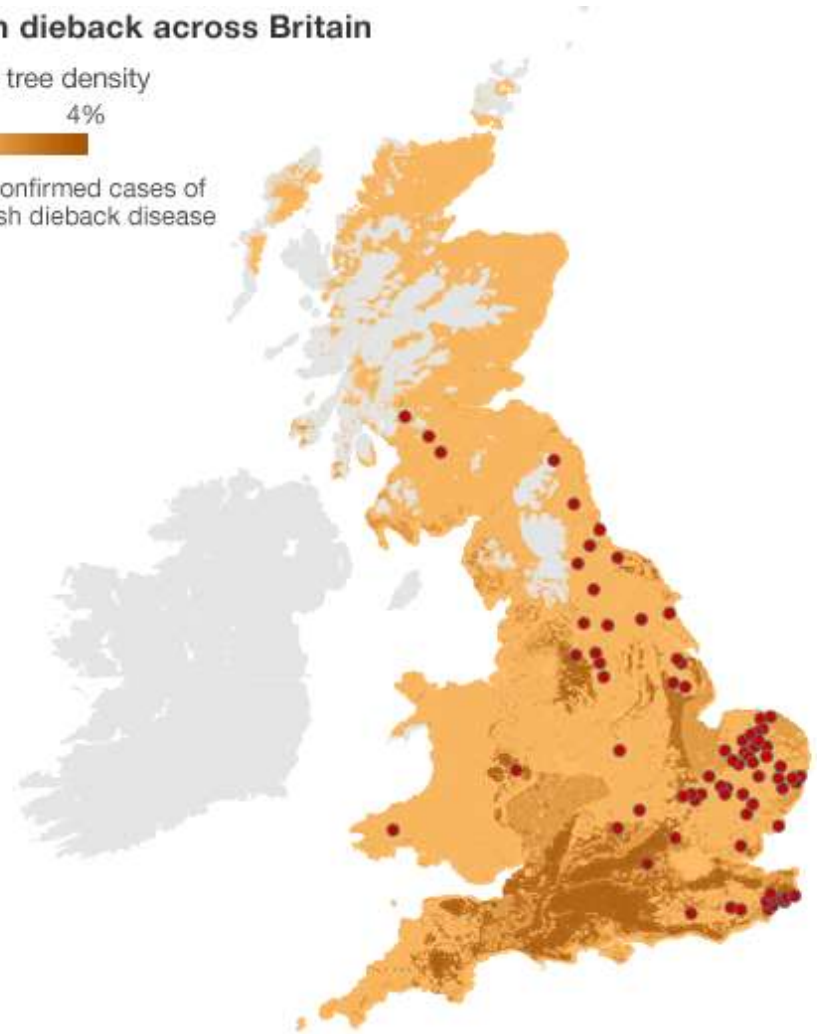 n dieback across Britain
tree density
4%
onfirmed cases of
sh dieback disease